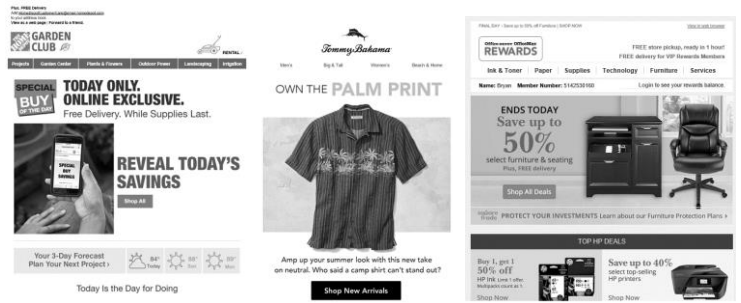 Plus, FREE Delivery
to your address book.
View as a web page | Forward to a friend.
GARDEN
CLUB
RENTAL
Projects Garden Center Plants & Flowers Outdoor Power Landscaping Irrigation
SPECIAL
BUY
OF THE DAY
TODAY ONLY.
ONLINE EXCLUSIVE.
Free Delivery. While Supplies Last.
SPECIAL
BUY
SAVINGS
REVEAL TODAY'S
SAVINGS
Shop All
Your 3-Day Forecast
Plan Your Next Project ›
84°
Today
88°
Sun
89°
Mon
Today Is the Day for Doing
Tommy Bahama
Men's Big & Tall Women's Beach & Home
OWN THE PALM PRINT
Amp up your summer look with this new take
on neutral. Who said a camp shirt can't stand out?
Shop New Arrivals
FINAL DAY! | Save up to 50% off Furniture | SHOP NOW
View in web browser
Office DEPOT OfficeMax
REWARDS
FREE store pickup, ready in 1 hour!
FREE delivery for VIP Rewards Members
Ink & Toner Paper Supplies Technology Furniture Services
Name: Bryan Member Number: 5142530160 Login to see your rewards balance.
ENDS TODAY
Save up to
50%
select furniture & seating
Plus, FREE delivery
Shop All Deals
PROTECT YOUR INVESTMENTS Learn about our Furniture Protection Plans ›
TOP HP DEALS
Buy 1, get 1
50% off
HP Ink Limit 1 offer
Multipacks count as 1
Shop Now
Save up to 40%
select top-selling
HP printers
Shop Now